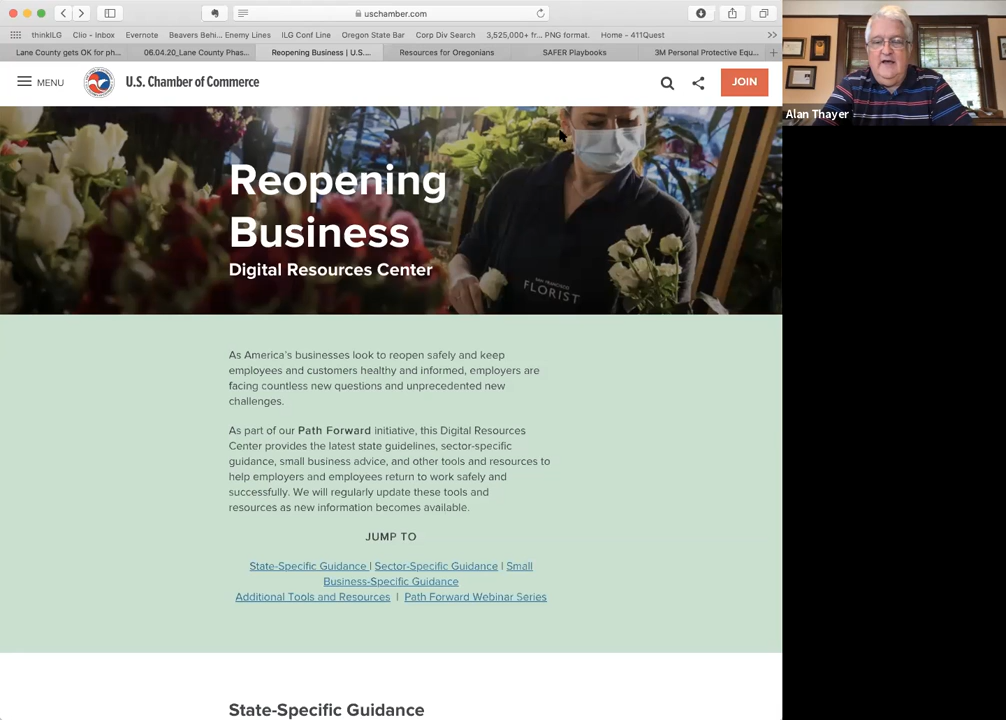 uschamber.com
thinkILG Clio - Inbox Evernote Beavers Behi... Enemy Lines ILG Conf Line Oregon State Bar Corp Div Search 3,525,000+ fr... PNG format. Home - 411Quest
Lane County gets OK for ph... 06.04.20_Lane County Phas... Reopening Business | U.S.... Resources for Oregonians SAFER Playbooks 3M Personal Protective Equ...
MENU U.S. Chamber of Commerce JOIN
Alan Thayer
Reopening
Business
Digital Resources Center
SAN FRANCISCO
FLORIST
As America's businesses look to reopen safely and keep
employees and customers healthy and informed, employers are
facing countless new questions and unprecedented new
challenges.
As part of our Path Forward initiative, this Digital Resources
Center provides the latest state guidelines, sector-specific
guidance, small business advice, and other tools and resources to
help employers and employees return to work safely and
successfully. We will regularly update these tools and
resources as new information becomes available.
JUMP TO
State-Specific Guidance | Sector-Specific Guidance | Small
Business-Specific Guidance
Additional Tools and Resources | Path Forward Webinar Series
State-Specific Guidance